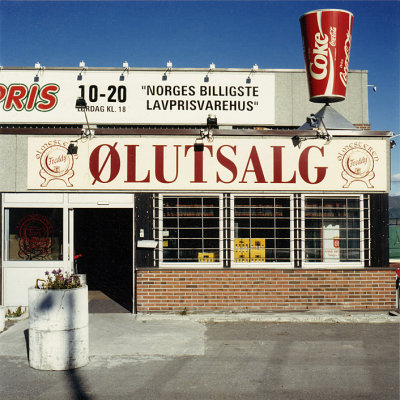 PRIS
10-20
LØRDAG KL. 18
"NORGES BILLIGSTE
LAVPRISVAREHUS"
Coke
Coca-Cola
ØLUTSALG
Freddy
Freddy